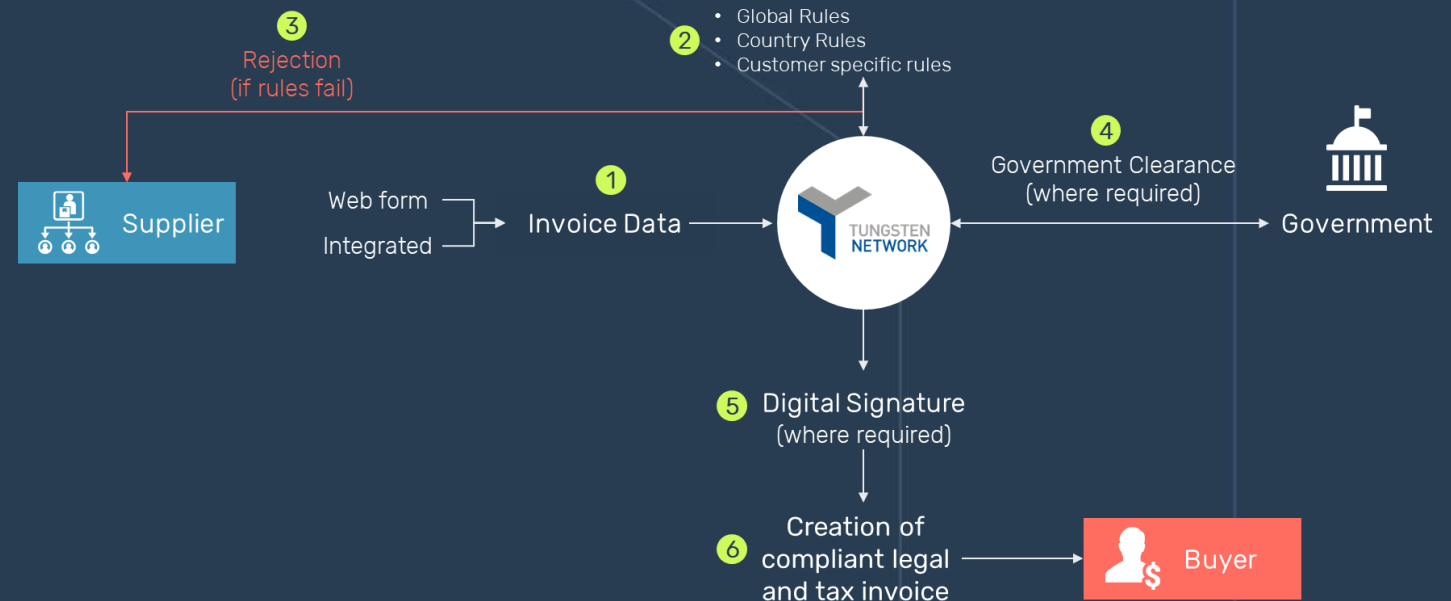 3
Rejection
(if rules fail)
2
• Global Rules
• Country Rules
• Customer specific rules
Supplier
Web form
Integrated
1
Invoice Data
TUNGSTEN
NETWORK
4
Government Clearance
(where required)
Government
5
Digital Signature
(where required)
6
Creation of
compliant legal
and tax invoice
$
Buyer